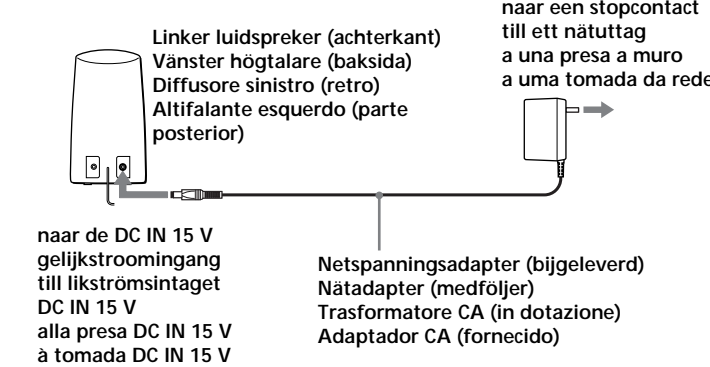 naar een stopcontact
till ett nätuttag
a una presa a muro
a uma tomada da rede
Linker luidspreker (achterkant)
Vänster högtalare (baksida)
Diffusore sinistro (retro)
Altifalante esquerdo (parte
posterior)
naar de DC IN 15 V
gelijkstroomingang
till likströmsintaget
DC IN 15 V
alla presa DC IN 15 V
à tomada DC IN 15 V
Netspanningsadapter (bijgeleverd)
Nätadapter (medföljer)
Trasformatore CA (in dotazione)
Adaptador CA (fornecido)